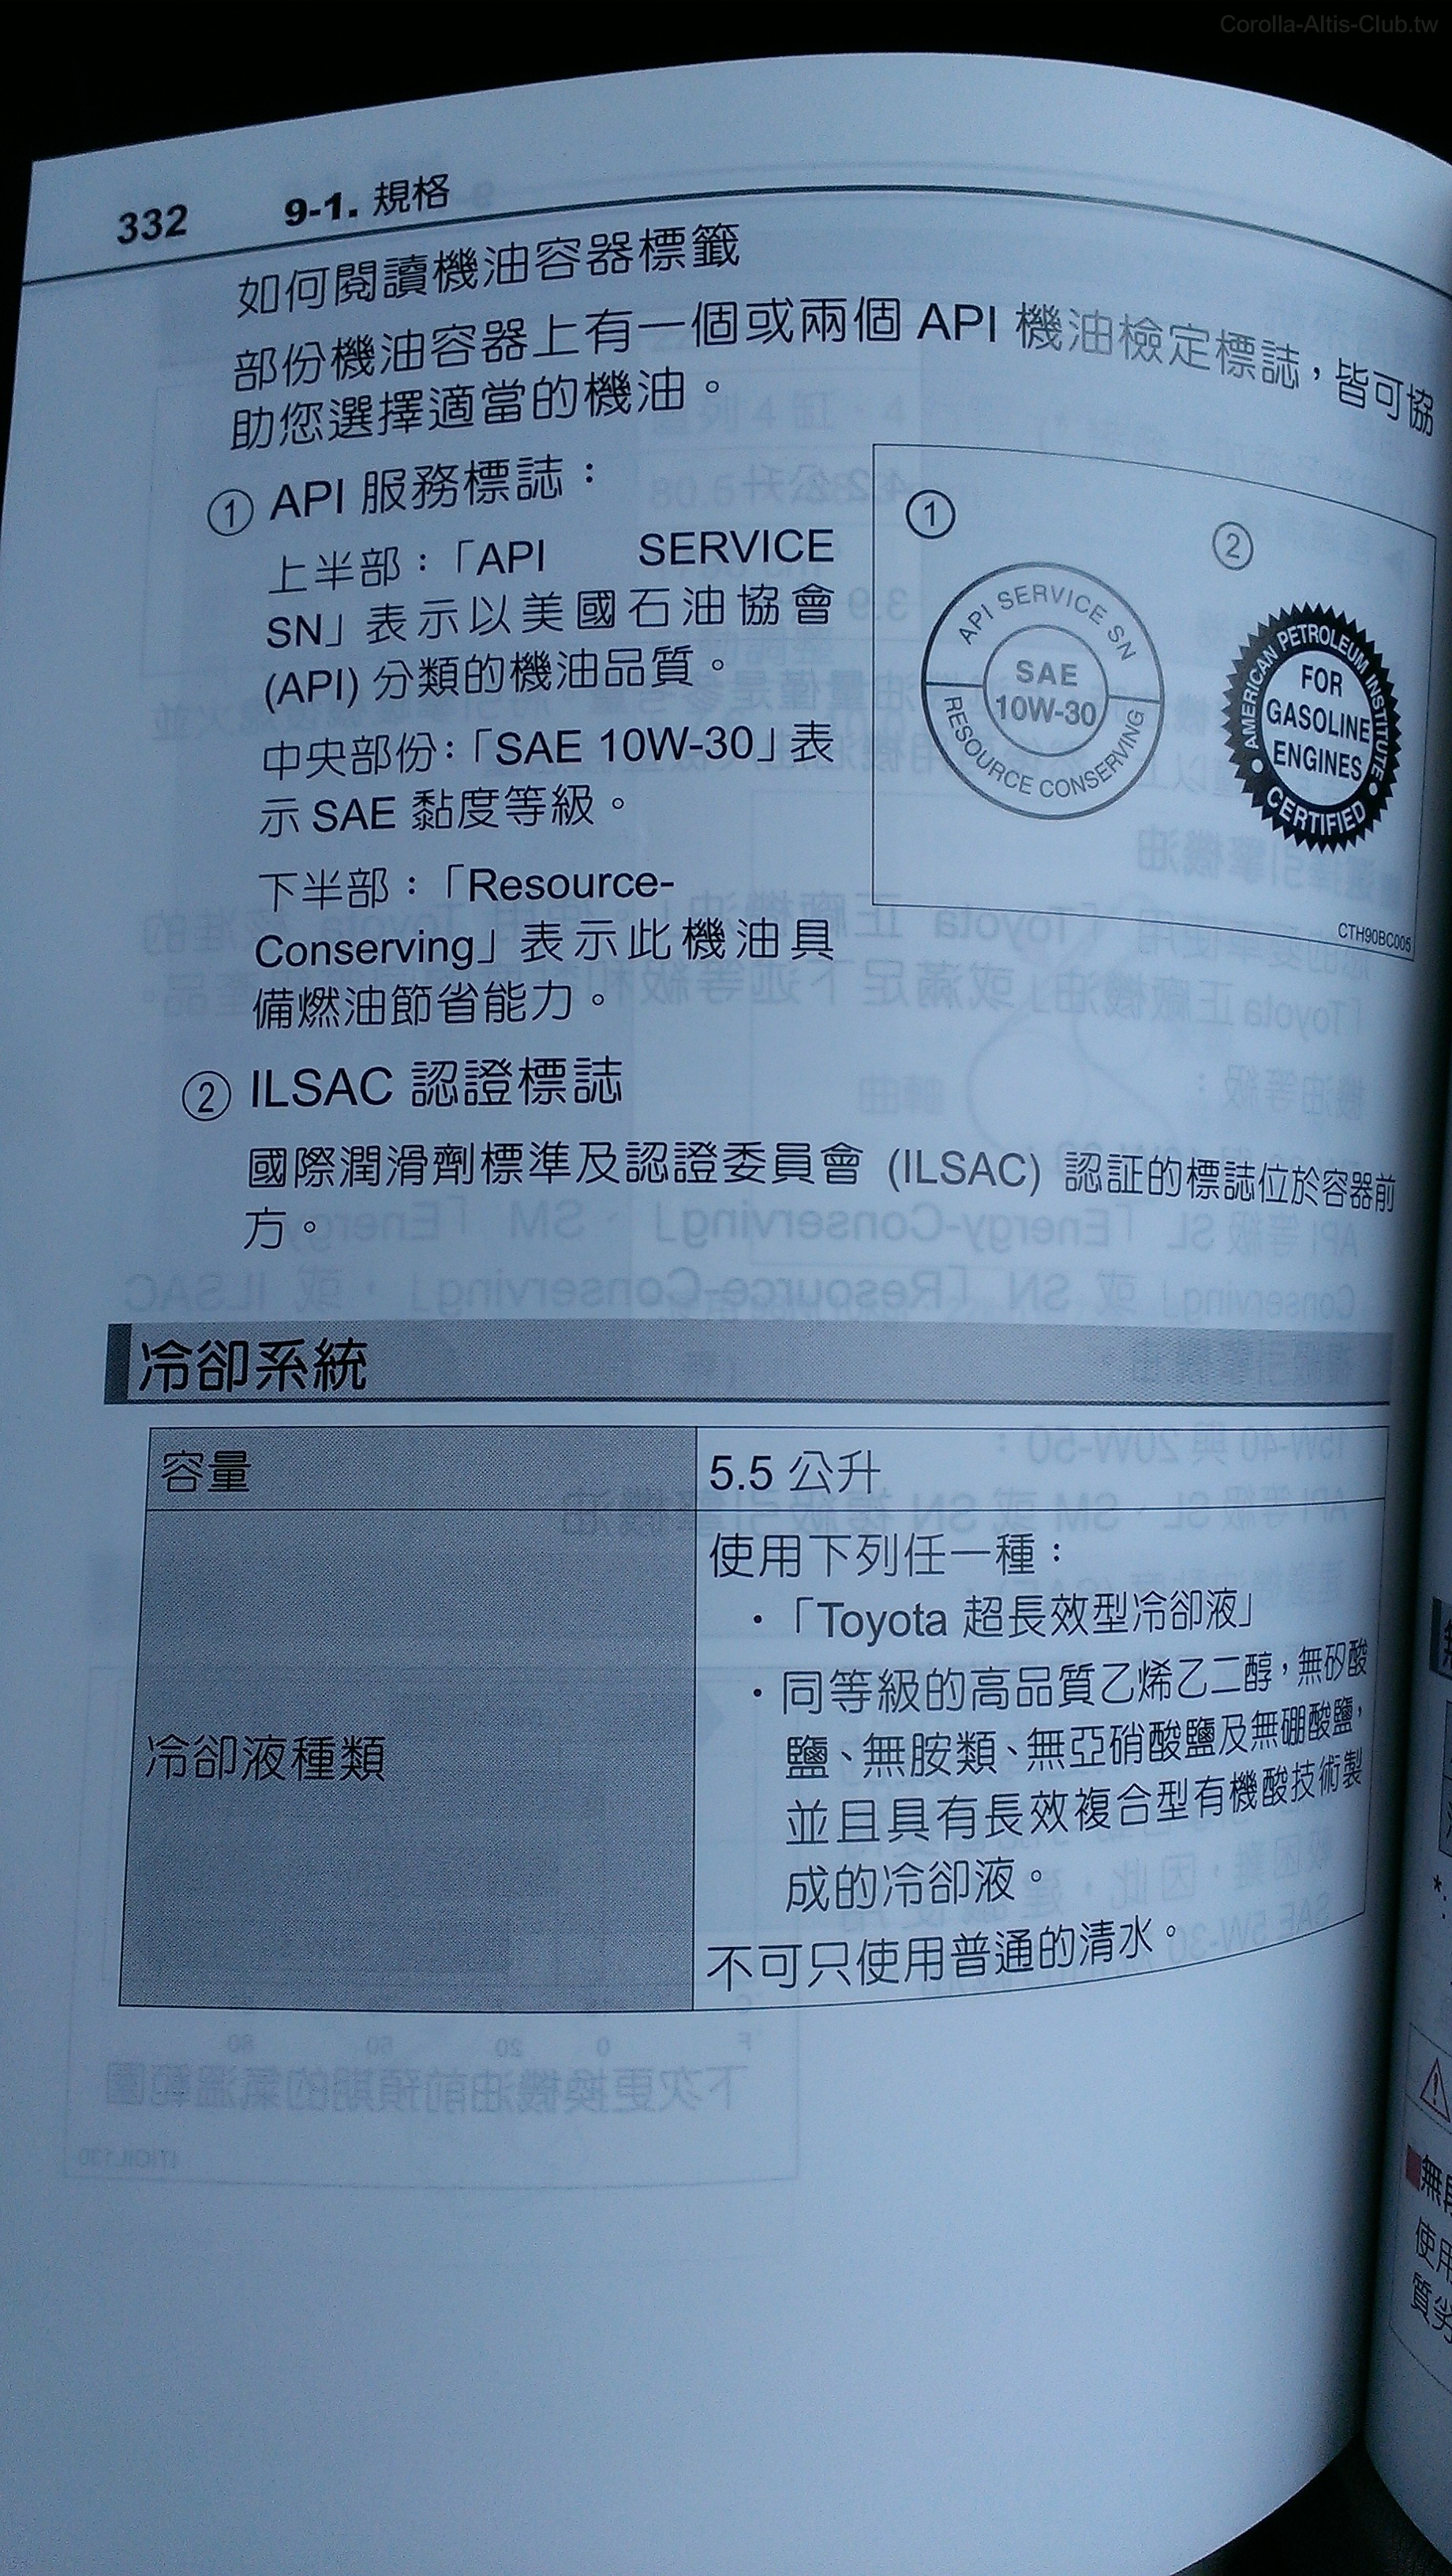 Corolla-Altis-Club.tw
332 9-1. 規格
如何閱讀機油容器標籤
部份機油容器上有一個或兩個 API 機油檢定標誌，皆可協
助您選擇適當的機油。
① API 服務標誌：
上半部：「API SERVICE
SN」表示以美國石油協會
(API) 分類的機油品質。
中央部份：「SAE 10W-30」表
示 SAE 黏度等級。
下半部：「Resource-
Conserving」表示此機油具
備燃油節省能力。
①
②
API SERVICE SN
SAE
10W-30
RESOURCE CONSERVING
AMERICAN PETROLEUM INSTITUTE
FOR
GASOLINE
ENGINES
CERTIFIED
CTH90BC005
② ILSAC 認證標誌
國際潤滑劑標準及認證委員會 (ILSAC) 認証的標誌位於容器前
方。
冷卻系統
容量
5.5 公升
冷卻液種類
使用下列任一種：
・「Toyota 超長效型冷卻液」
・同等級的高品質乙烯乙二醇，無矽酸
鹽、無胺類、無亞硝酸鹽及無硼酸鹽，
並且具有長效複合型有機酸技術製
成的冷卻液。
不可只使用普通的清水。
使用